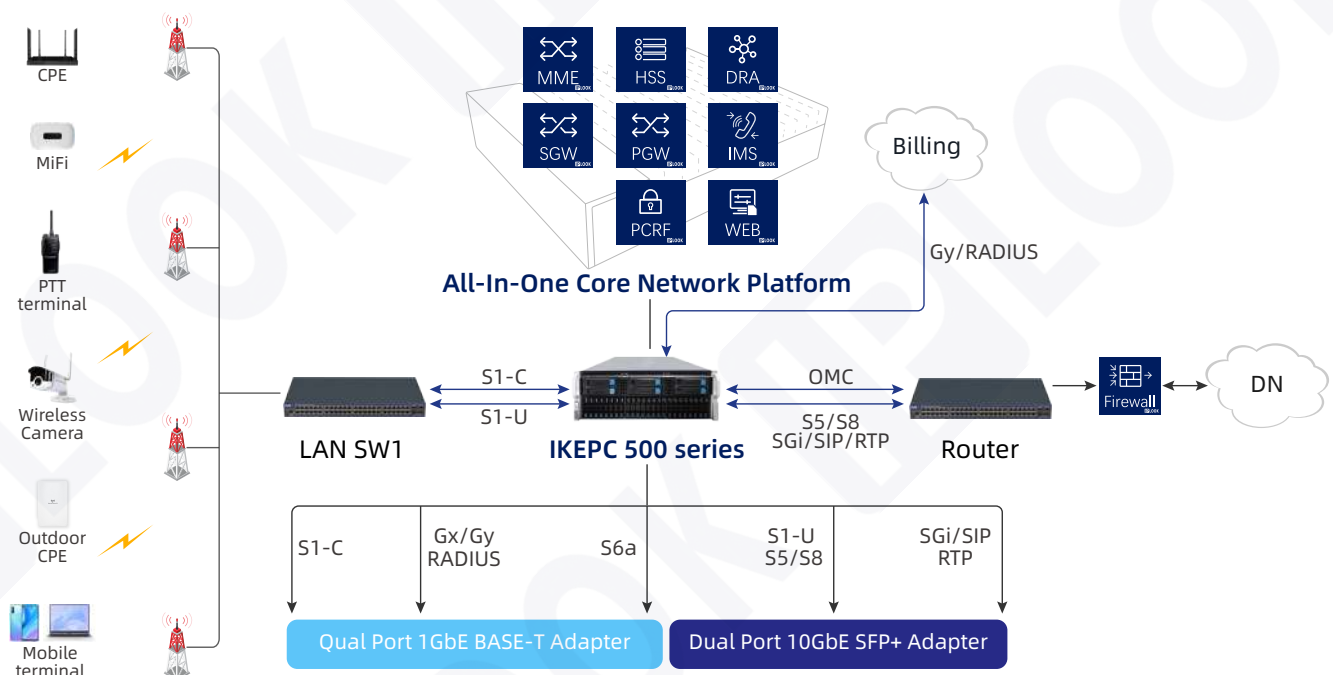 CPE
MiFi
PTT
terminal
Wireless
Camera
Outdoor
CPE
Mobile
terminal
MME
HSS
DRA
SGW
PGW
IMS
PCRF
WEB
All-In-One Core Network Platform
Billing
Gy/RADIUS
S1-C
S1-U
OMC
S5/S8
SGi/SIP/RTP
Firewall
DN
LAN SW1
IKEPC 500 series
Router
S1-C
Gx/Gy
RADIUS
S6a
S1-U
S5/S8
SGi/SIP
RTP
Qual Port 1GbE BASE-T Adapter
Dual Port 10GbE SFP+ Adapter